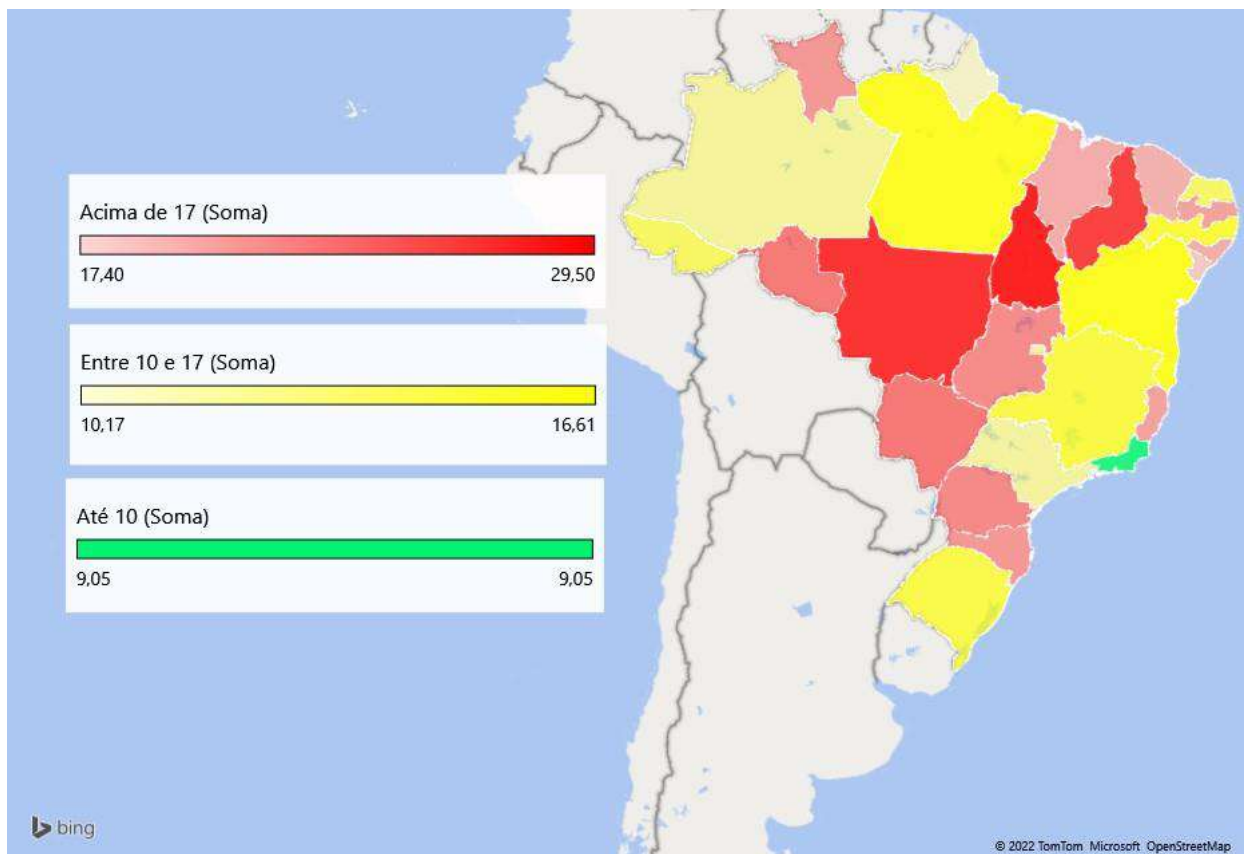 Acima de 17 (Soma)
17,40 29,50
Entre 10 e 17 (Soma)
10,17 16,61
Até 10 (Soma)
9,05 9,05
bing
© 2022 TomTom Microsoft OpenStreetMap